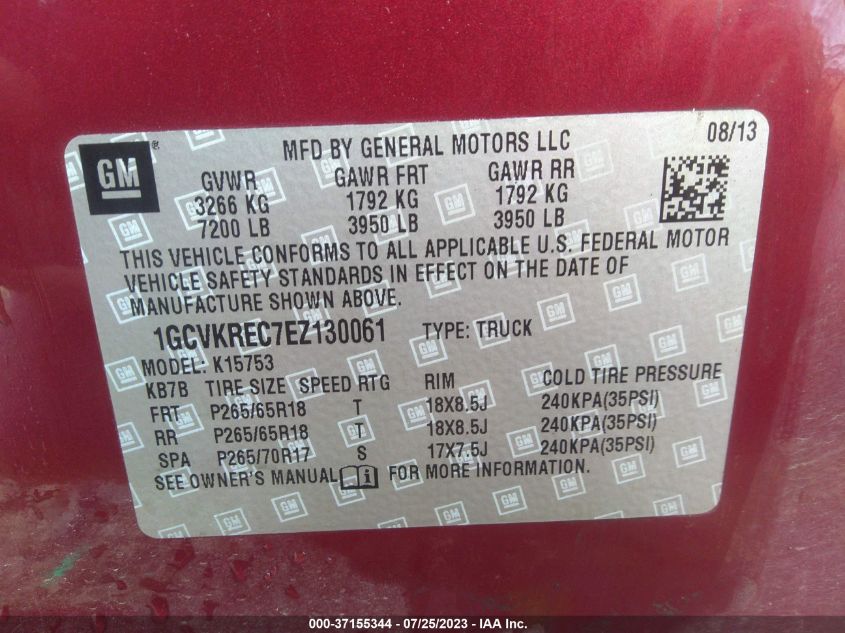 GM
®
MFD BY GENERAL MOTORS LLC
08/13
GVWR GAWR FRT GAWR RR
3266 KG 1792 KG 1792 KG
7200 LB 3950 LB 3950 LB
THIS VEHICLE CONFORMS TO ALL APPLICABLE U.S. FEDERAL MOTOR
VEHICLE SAFETY STANDARDS IN EFFECT ON THE DATE OF
MANUFACTURE SHOWN ABOVE.
1GCVKREC7EZ130061 TYPE: TRUCK
MODEL: K15753
KB7B TIRE SIZE SPEED RTG RIM COLD TIRE PRESSURE
FRT P265/65R18 T 18X8.5J 240KPA(35PSI)
RR P265/65R18 T 18X8.5J 240KPA(35PSI)
SPA P265/70R17 S 17X7.5J 240KPA(35PSI)
SEE OWNER'S MANUAL FOR MORE INFORMATION.
000-37155344 / 07/25/2023 - IAA Inc.